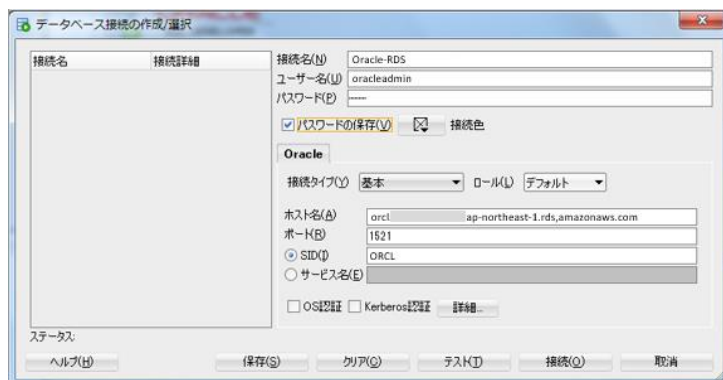 データベース接続の作成/選択
接続名 接続詳細
接続名(N) Oracle-RDS
ユーザー名(U) oracleadmin
パスワード(P) ------
パスワードの保存(V) 接続色
Oracle
接続タイプ(Y) 基本 ロール(L) デフォルト
ホスト名(A) orcl ap-northeast-1.rds,amazonaws.com
ポート(R) 1521
SID(I) ORCL
サービス名(E)
OS認証 Kerberos認証 詳細...
ステータス:
ヘルプ(H) 保存(S) クリア(C) テスト(T) 接続(O) 取消